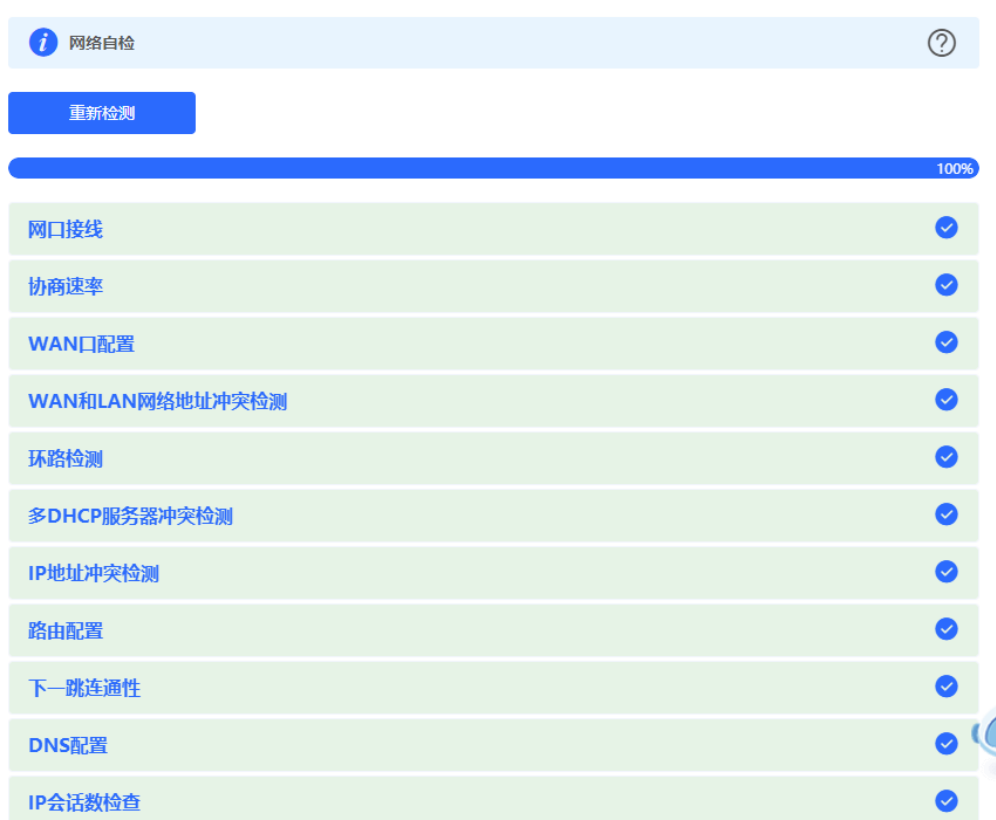 网络自检
重新检测
100%
网口接线
协商速率
WAN口配置
WAN和LAN网络地址冲突检测
环路检测
多DHCP服务器冲突检测
IP地址冲突检测
路由配置
下一跳连通性
DNS配置
IP会话数检查